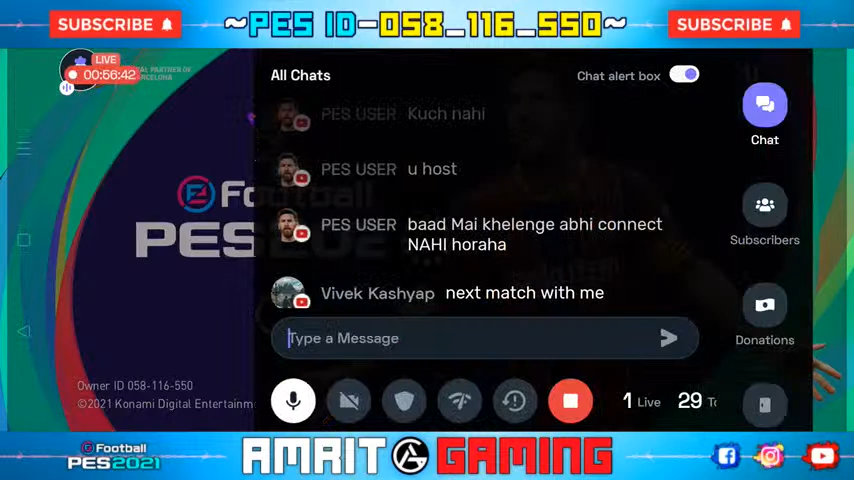 SUBSCRIBE
~PES ID-058_116_550~
SUBSCRIBE
LIVE
00:56:42
All Chats
Chat alert box
PES USER Kuch nahi
Chat
PES USER u host
PES USER baad Mai khelenge abhi connect
NAHI horaha
Subscribers
Vivek Kashyap next match with me
Type a Message
Donations
Owner ID 058-116-550
©2021 Konami Digital Entertainm
1 Live 29 To
eFootball
PES2021
AMRIT GAMING